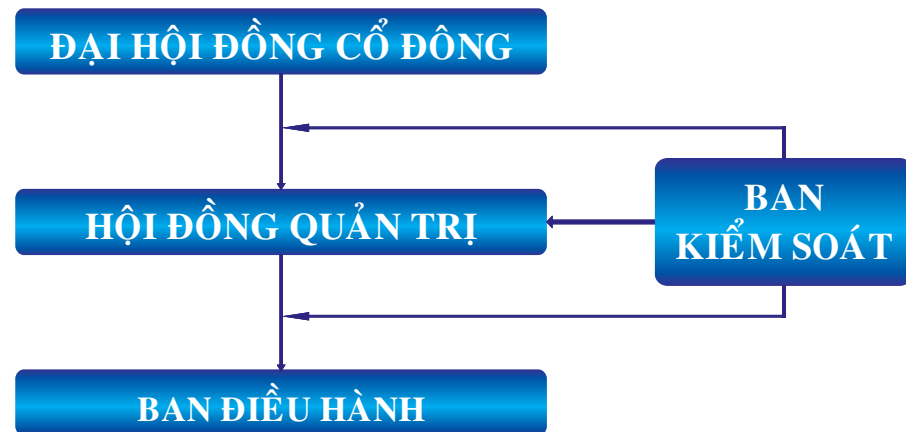 ĐẠI HỘI ĐỒNG CỔ ĐÔNG
HỘI ĐỒNG QUẢN TRỊ
BAN
KIỂM SOÁT
BAN ĐIỀU HÀNH